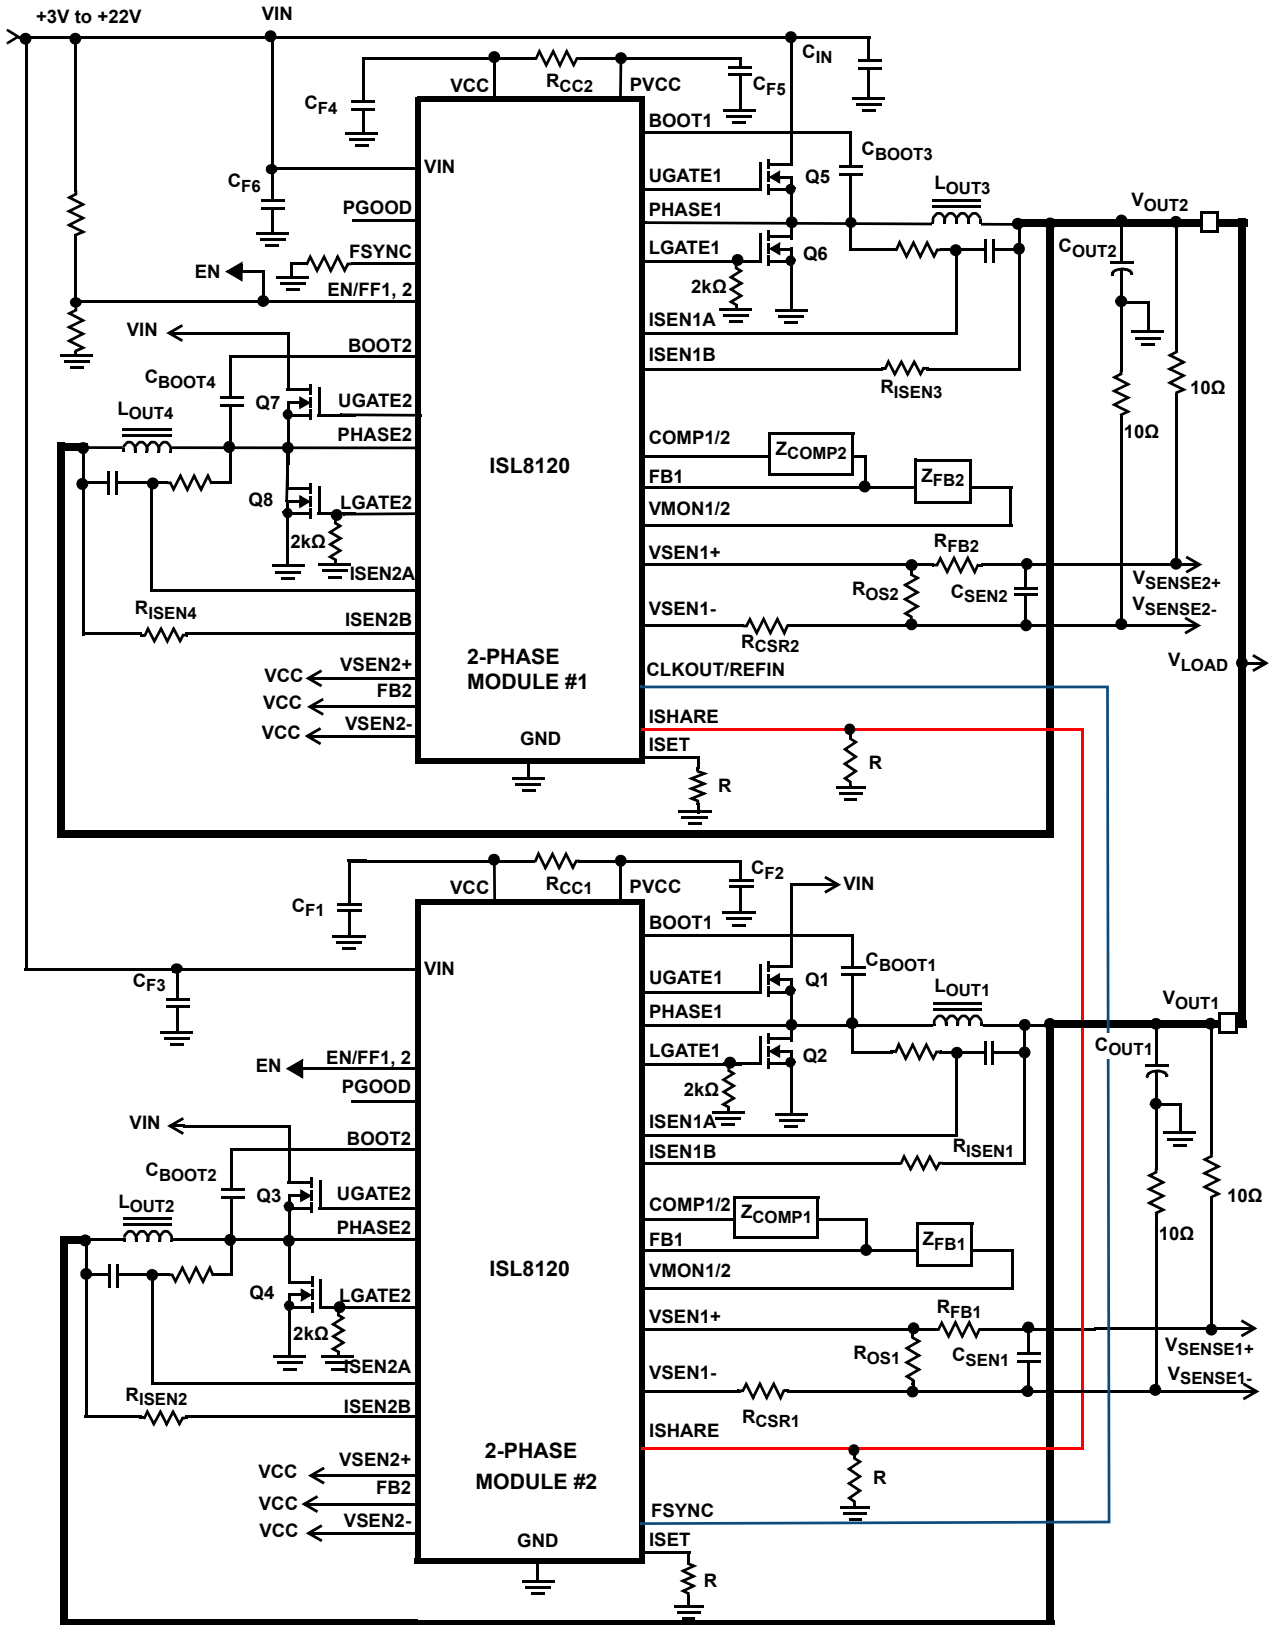 +3V to +22V
VIN
CIN
VCC
RCC2
PVCC
CF5
CF4
BOOT1
CBOOT3
VIN
CF6
UGATE1
Q5
LOUT3
PGOOD
PHASE1
VOUT2
FSYNC
LGATE1
Q6
COUT2
EN
EN/FF1, 2
2kΩ
VIN
ISEN1A
BOOT2
ISEN1B
CBOOT4
RISEN3
10Ω
Q7
UGATE2
LOUT4
10Ω
PHASE2
COMP1/2
ZCOMP2
ISL8120
FB1
ZFB2
Q8
LGATE2
VMON1/2
2kΩ
VSEN1+
RFB2
ISEN2A
ROS2
CSEN2
VSENSE2+
RISEN4
ISEN2B
VSEN1-
VSENSE2-
RCSR2
2-PHASE
MODULE #1
VCC
VSEN2+
CLKOUT/REFIN
VLOAD
VCC
FB2
VCC
VSEN2-
ISHARE
GND
ISET
R
R
VCC
RCC1
PVCC
CF2
VIN
CF1
BOOT1
CBOOT1
VIN
CF3
UGATE1
Q1
LOUT1
PHASE1
VOUT1
EN
EN/FF1, 2
LGATE1
Q2
COUT1
PGOOD
2kΩ
VIN
ISEN1A
BOOT2
ISEN1B
RISEN1
CBOOT2
Q3
UGATE2
10Ω
LOUT2
COMP1/2
ZCOMP1
PHASE2
FB1
ZFB1
10Ω
ISL8120
VMON1/2
Q4
LGATE2
2kΩ
VSEN1+
RFB1
ISEN2A
ROS1
CSEN1
VSENSE1+
RISEN2
VSEN1-
VSENSE1-
ISEN2B
RCSR1
ISHARE
2-PHASE
MODULE #2
VCC
VSEN2+
R
FB2
VCC
FSYNC
VCC
VSEN2-
GND
ISET
R